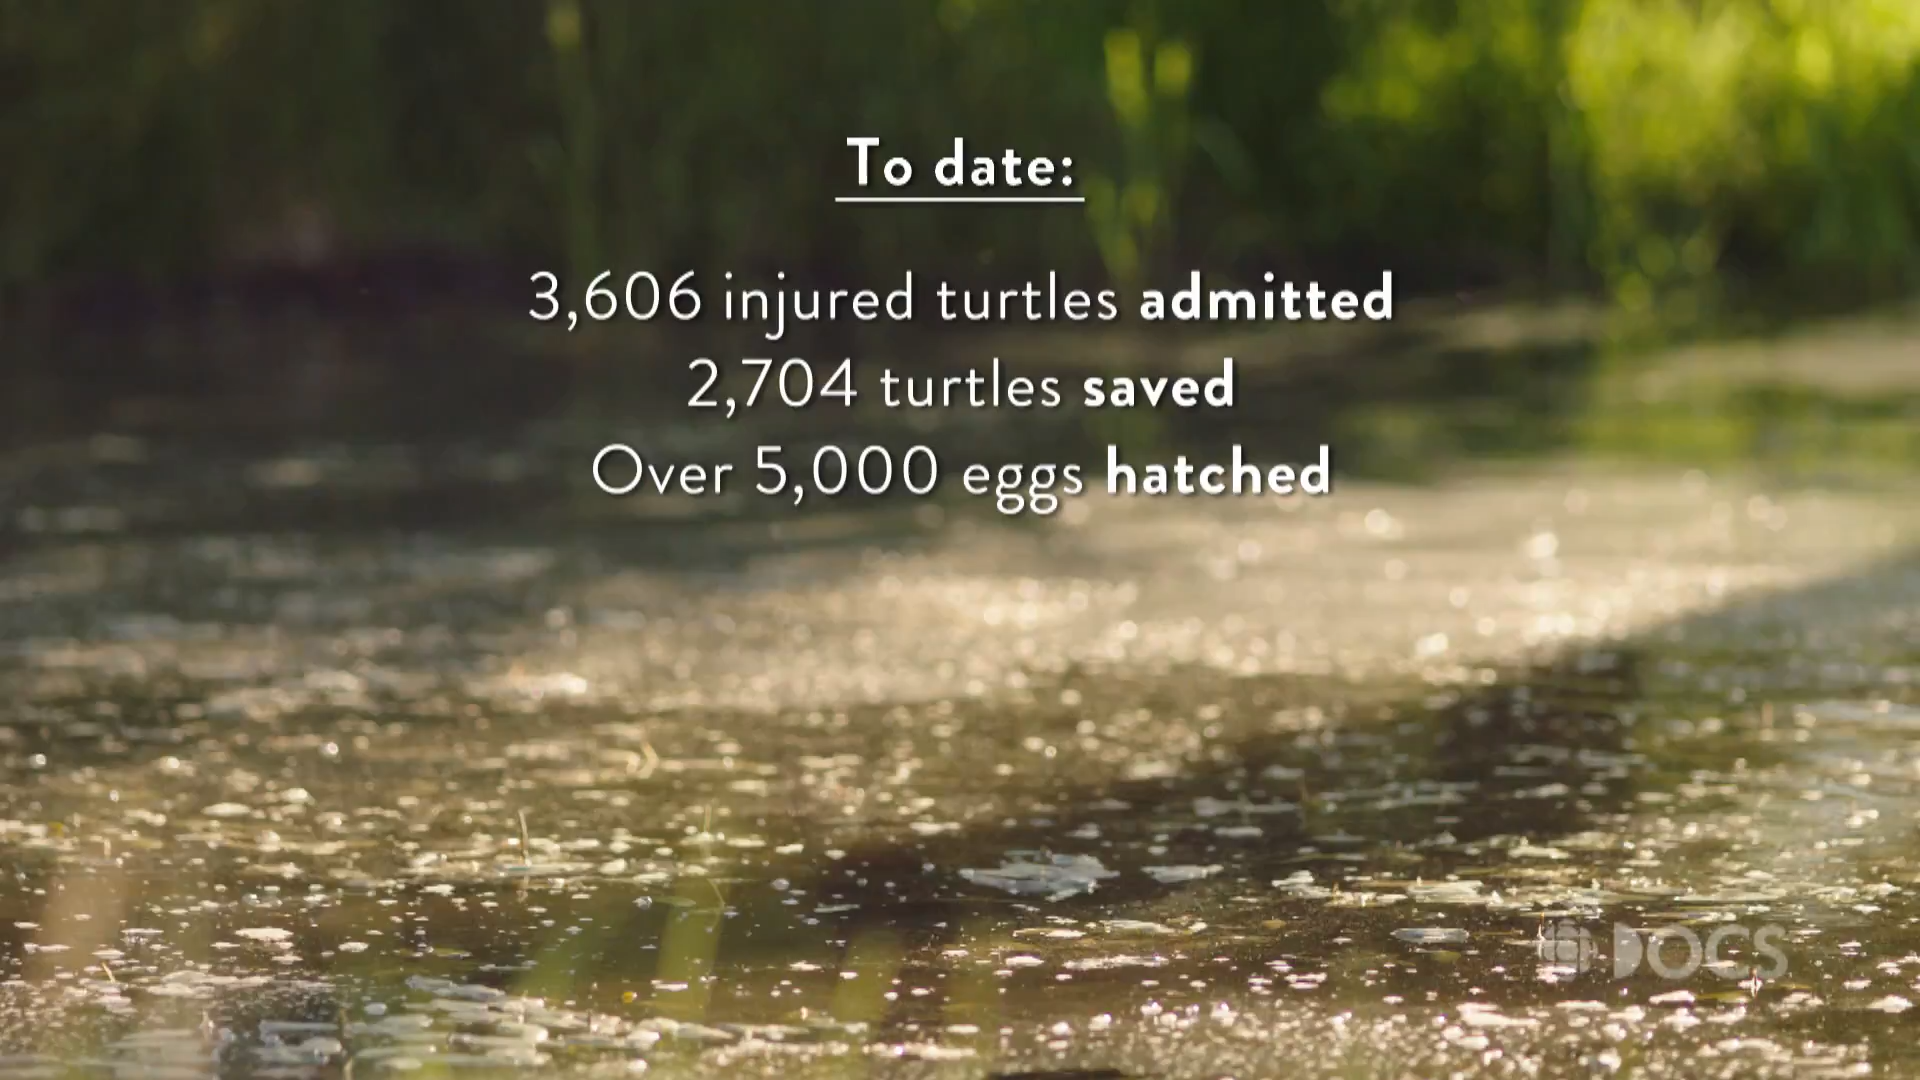 To date:
3,606 injured turtles admitted
2,704 turtles saved
Over 5,000 eggs hatched
DOCS